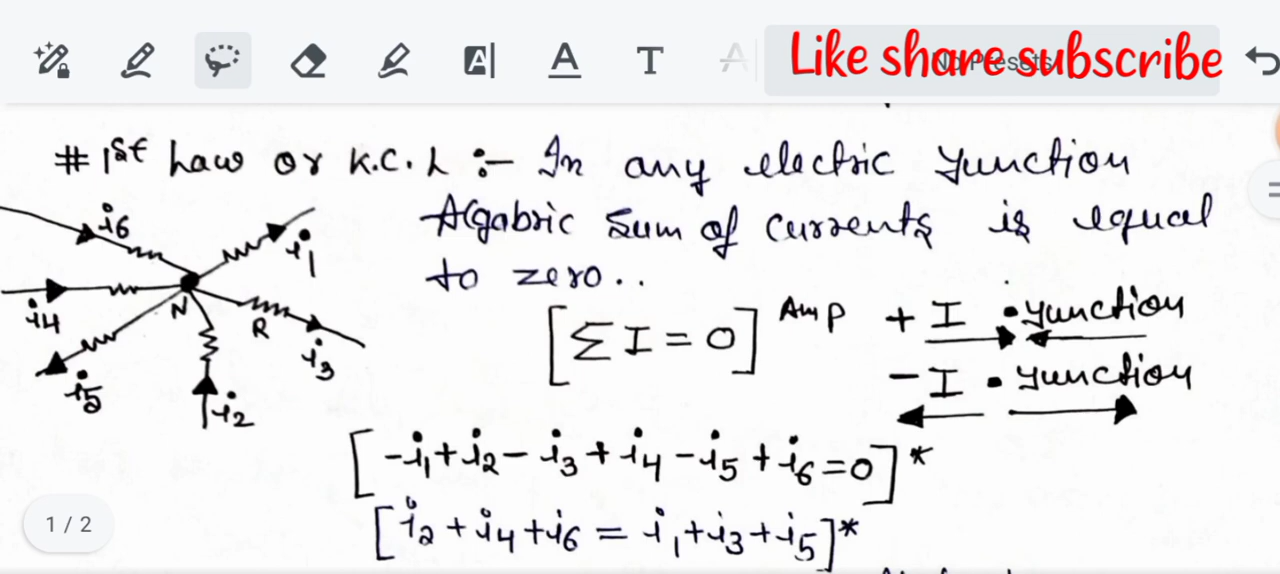 Like share subscribe
# 1st Law or K.C.L :- In any electric Junction
Algabric Sum of currents is equal
to zero..
[ΣI = 0] Amp + I • Junction
- I • Junction
i6
i1
i4
N
R
i3
i5
i2
[-i1 + i2 - i3 + i4 - i5 + i6 = 0]*
[i2 + i4 + i6 = i1 + i3 + i5]*
1 / 2